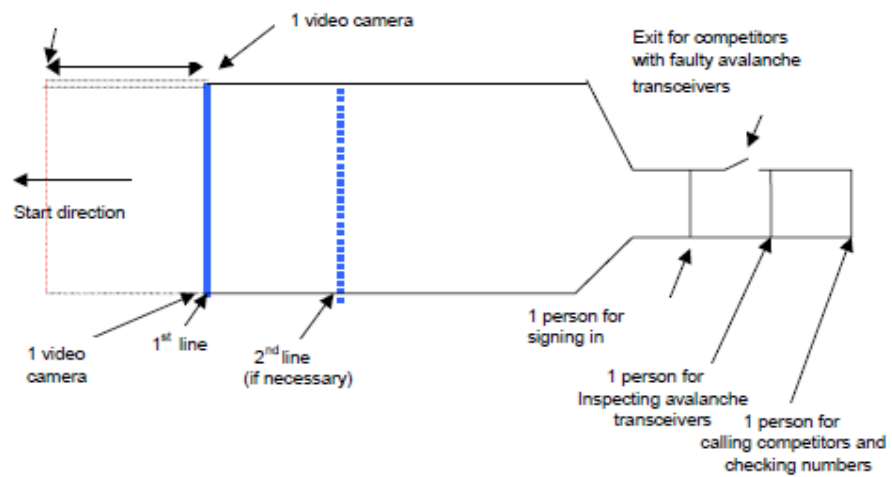 1 video camera
Exit for competitors
with faulty avalanche
transceivers
Start direction
1 video
camera
1st line
2nd line
(if necessary)
1 person for
signing in
1 person for
Inspecting avalanche
transceivers
1 person for
calling competitors and
checking numbers